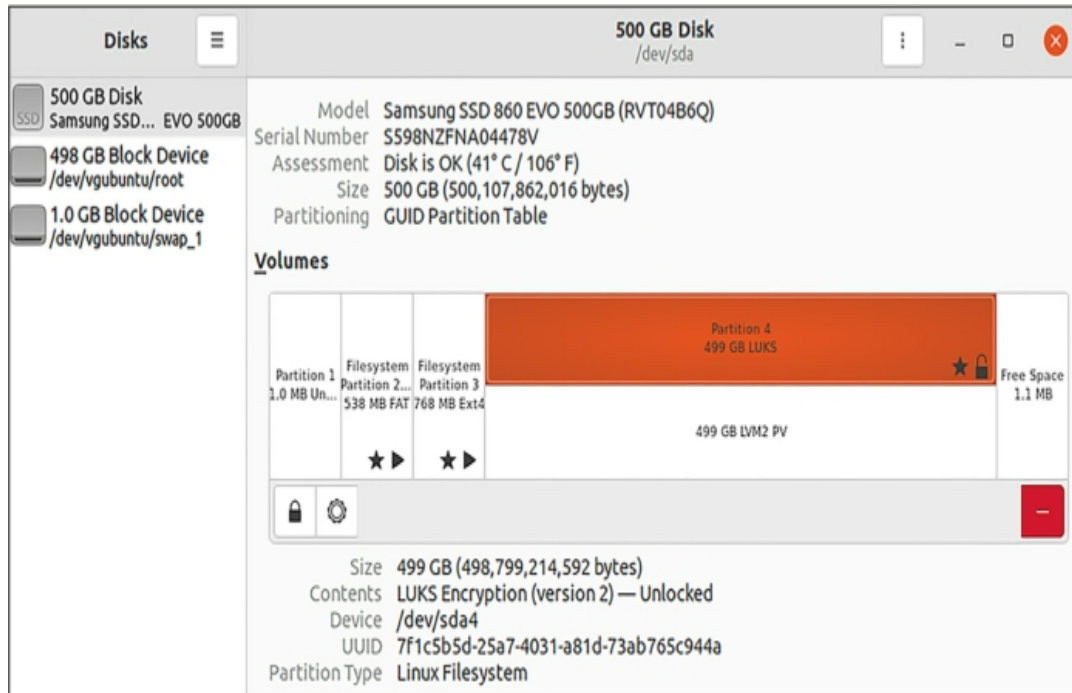 Disks
500 GB Disk
/dev/sda
500 GB Disk
Samsung SSD... EVO 500GB
498 GB Block Device
/dev/vgubuntu/root
1.0 GB Block Device
/dev/vgubuntu/swap_1
Model Samsung SSD 860 EVO 500GB (RVT04B6Q)
Serial Number S598NZFNA04478V
Assessment Disk is OK (41° C / 106° F)
Size 500 GB (500,107,862,016 bytes)
Partitioning GUID Partition Table
Volumes
Partition 1
1.0 MB Un...
Filesystem
Partition 2...
538 MB FAT
Filesystem
Partition 3
768 MB Ext4
Partition 4
499 GB LUKS
499 GB LVM2 PV
Free Space
1.1 MB
Size 499 GB (498,799,214,592 bytes)
Contents LUKS Encryption (version 2) — Unlocked
Device /dev/sda4
UUID 7f1c5b5d-25a7-4031-a81d-73ab765c944a
Partition Type Linux Filesystem
SSD